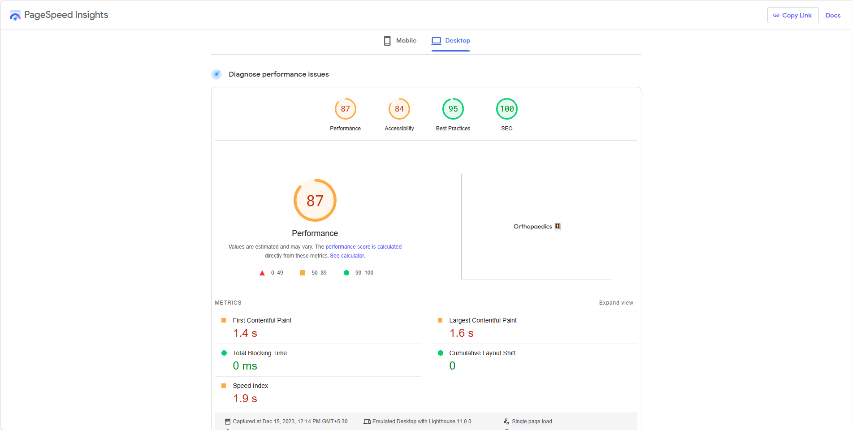 PageSpeed Insights
Copy Link
Docs
Mobile
Desktop
Diagnose performance issues
87
84
95
100
Performance
Accessibility
Best Practices
SEO
87
Performance
Values are estimated and may vary. The performance score is calculated
directly from these metrics. See calculator.
0–49
50–89
90–100
Orthopaedics
METRICS
Expand view
First Contentful Paint
1.4 s
Largest Contentful Paint
1.6 s
Total Blocking Time
0 ms
Cumulative Layout Shift
0
Speed Index
1.9 s
Captured at Dec 15, 2023, 12:14 PM GMT+5:30
Emulated Desktop with Lighthouse 11.0.0
Single page load